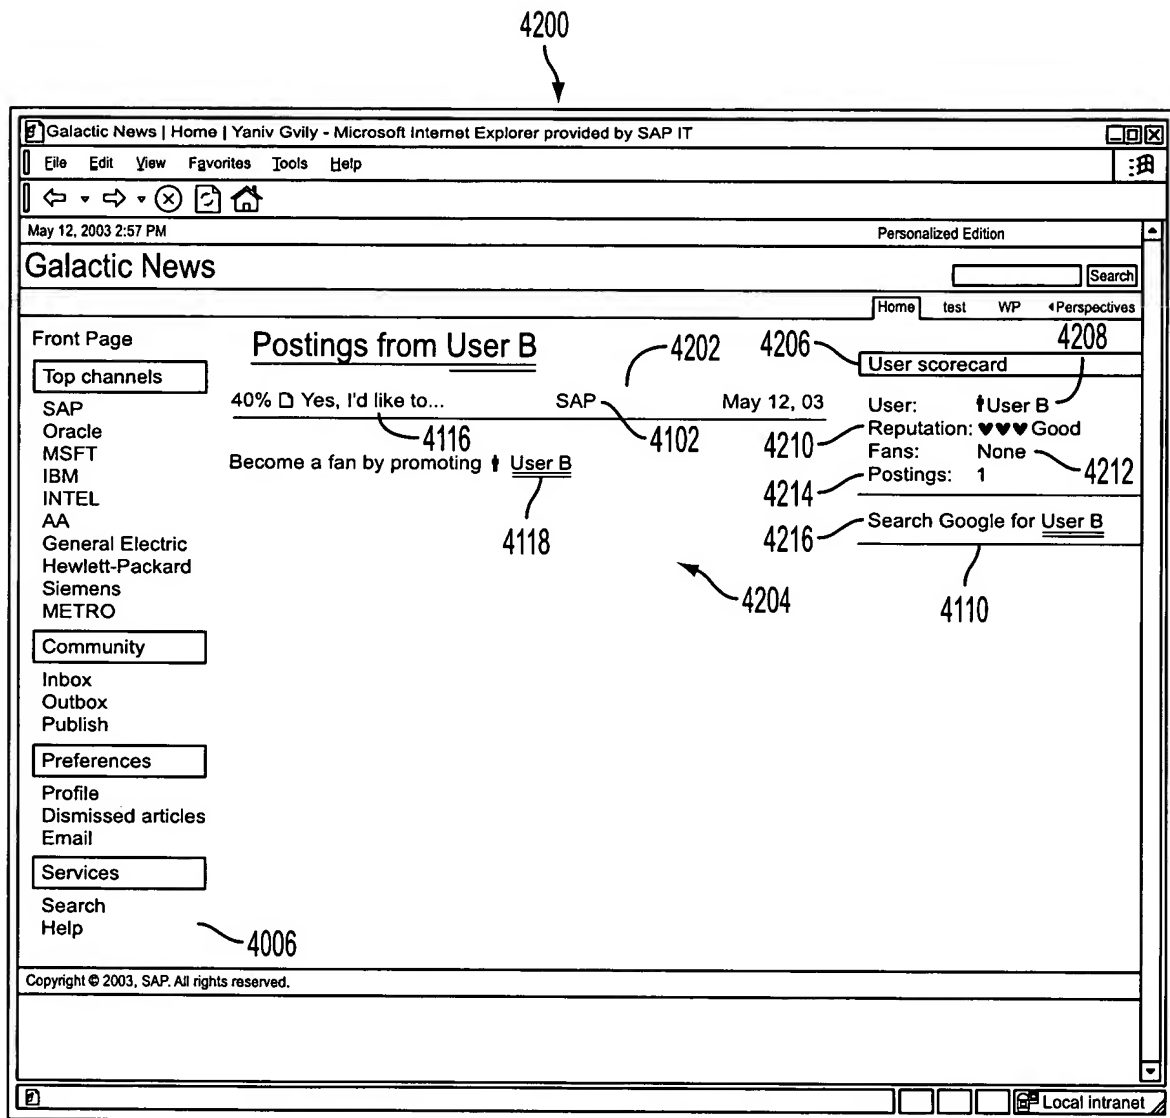 4200
Galactic News | Home | Yaniv Gvily - Microsoft Internet Explorer provided by SAP IT
File Edit View Favorites Tools Help
May 12, 2003 2:57 PM Personalized Edition
Galactic News
Search
Home test WP Perspectives
Front Page
Top channels
SAP
Oracle
MSFT
IBM
INTEL
AA
General Electric
Hewlett-Packard
Siemens
METRO
Community
Inbox
Outbox
Publish
Preferences
Profile
Dismissed articles
Email
Services
Search
Help
4006
Postings from User B
4202
40% Yes, I'd like to... SAP May 12, 03
4116
4102
Become a fan by promoting User B
4118
4204
4206
4208
User scorecard
User: User B
4210
Reputation: ♥♥♥ Good
Fans: None
4212
4214
Postings: 1
4216
Search Google for User B
4110
Copyright © 2003, SAP. All rights reserved.
Local intranet